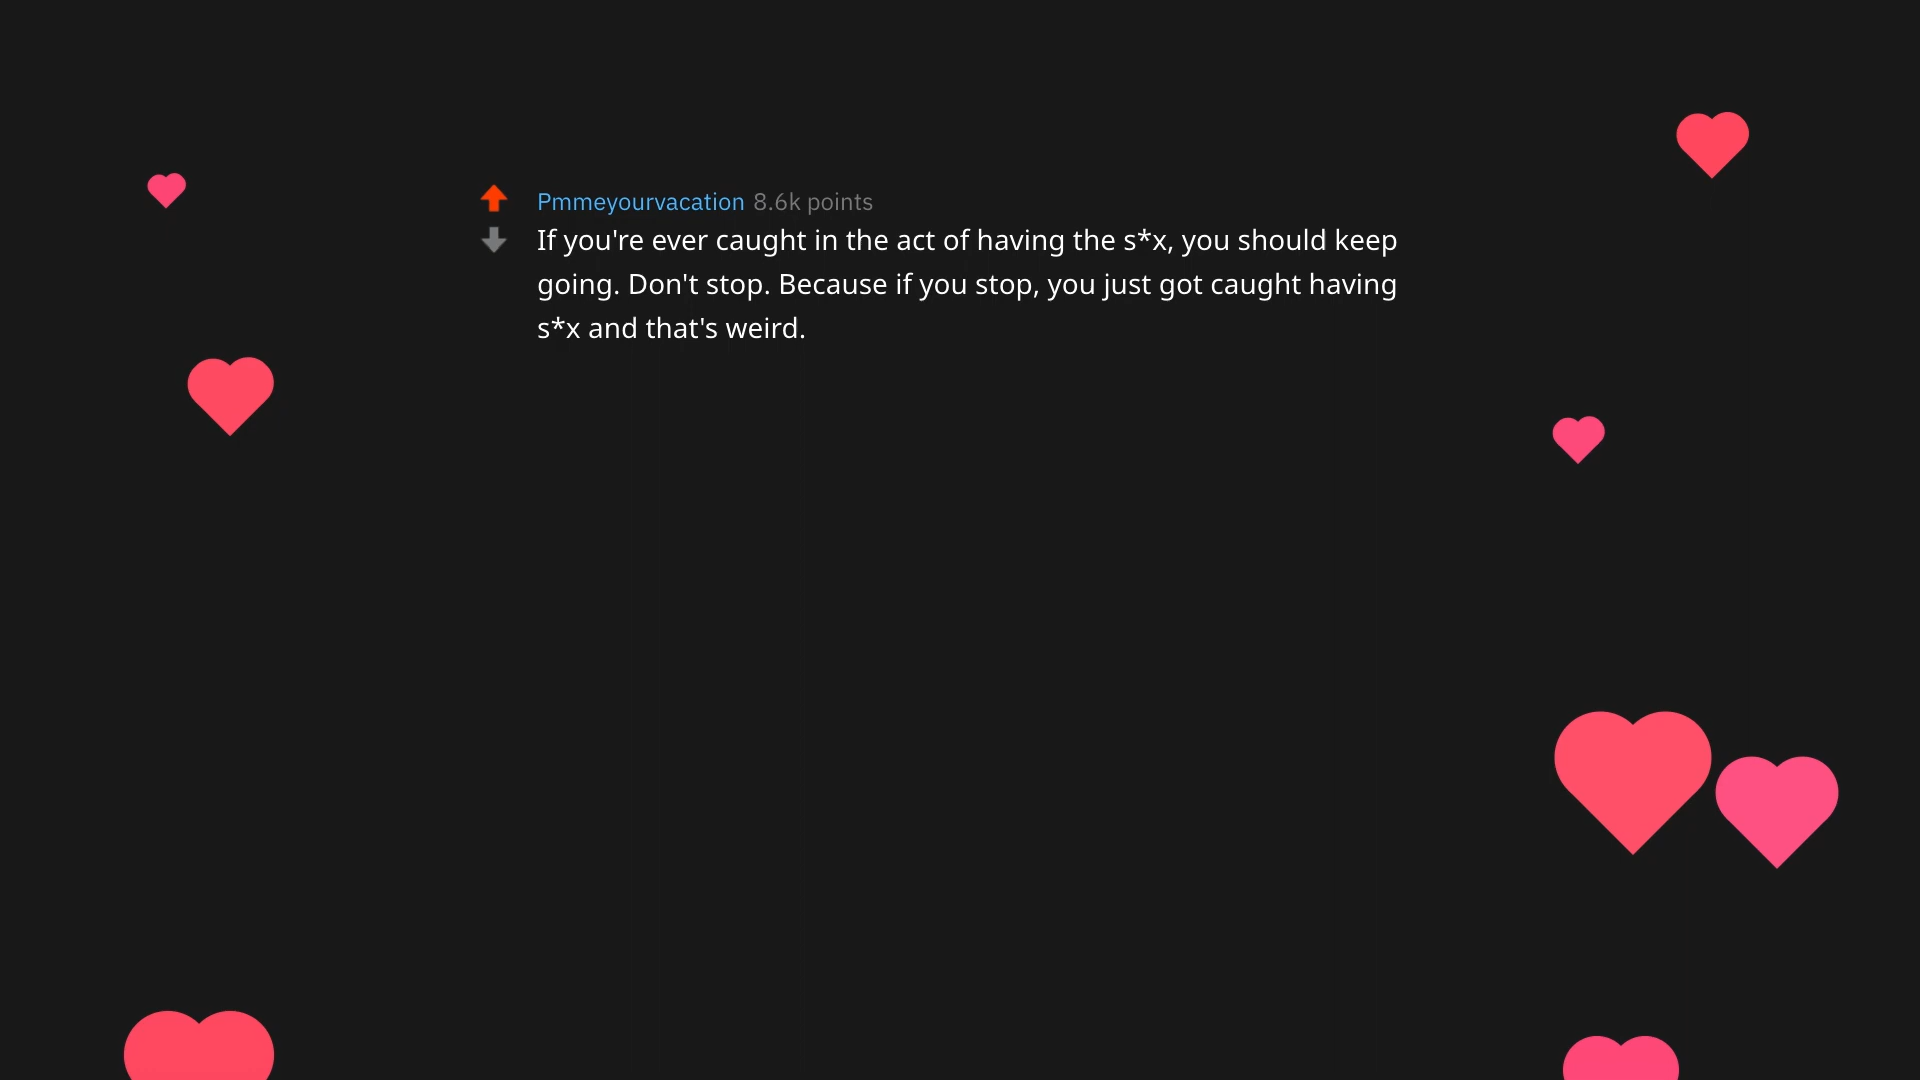 Pmmeyourvacation 8.6k points
If you're ever caught in the act of having the s*x, you should keep
going. Don't stop. Because if you stop, you just got caught having
s*x and that's weird.